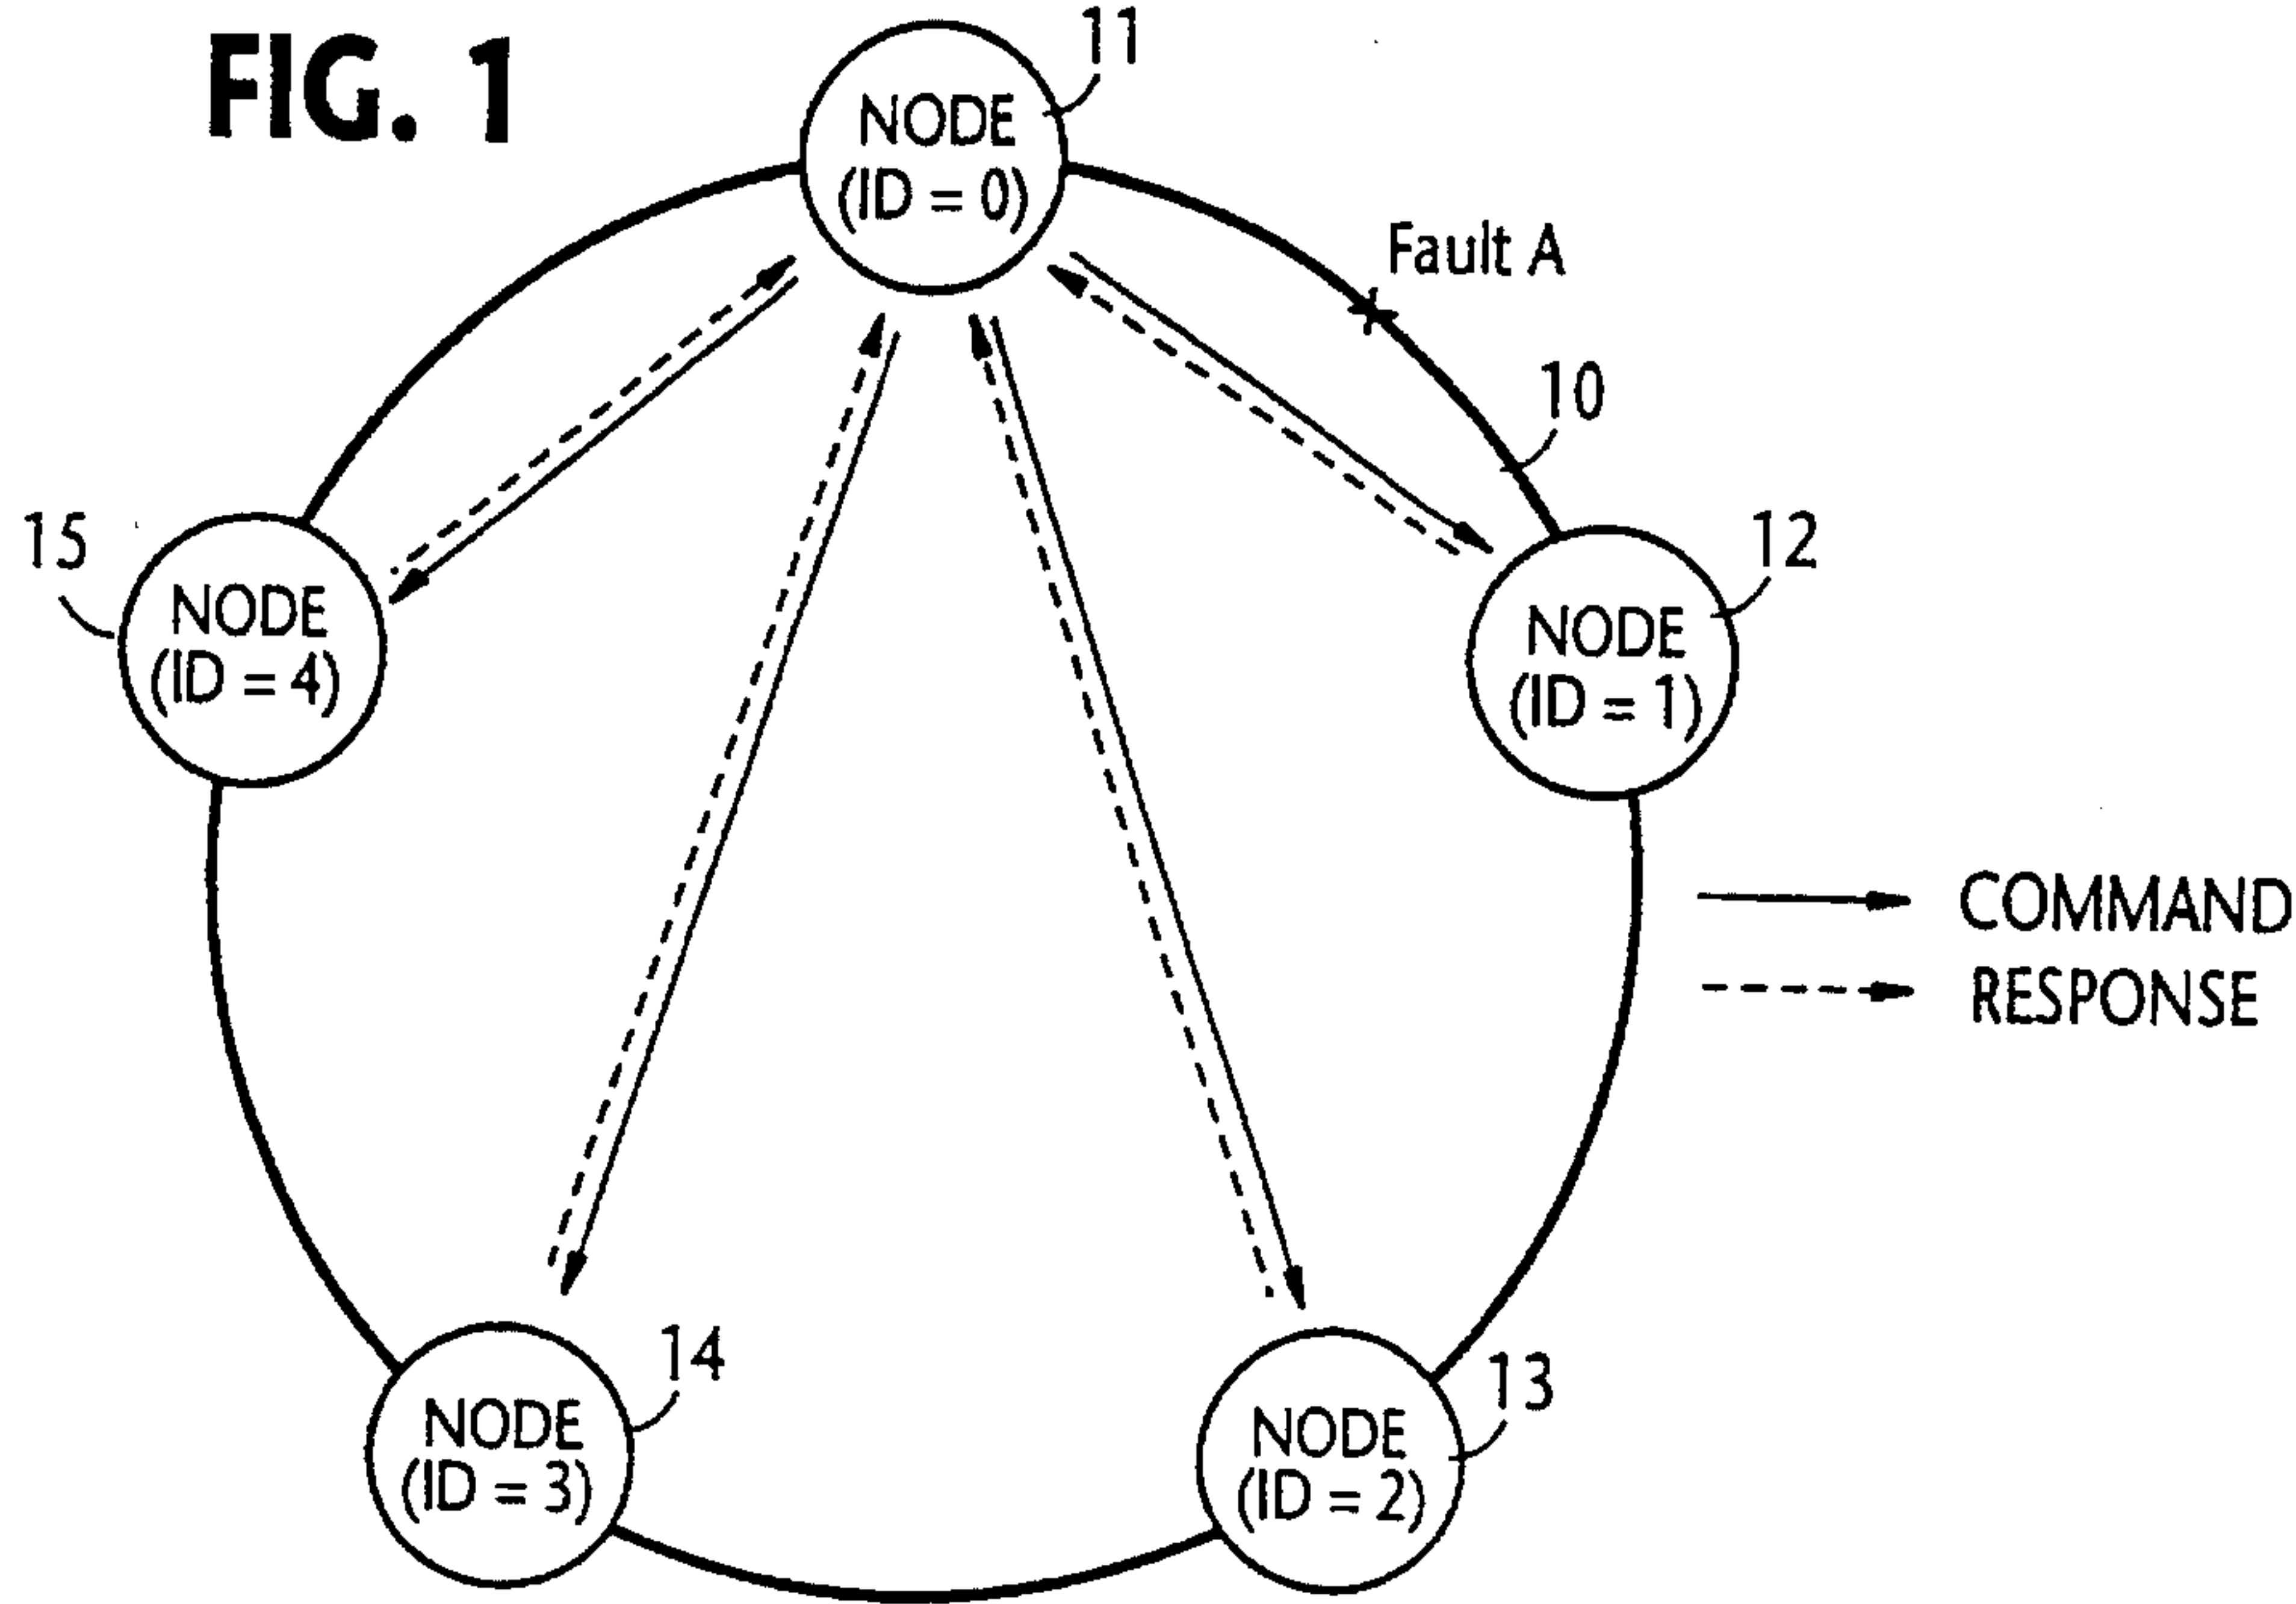 FIG. 1
11
NODE
(ID = 0)
Fault A
10
15
NODE
(ID = 4)
12
NODE
(ID = 1)
COMMAND
RESPONSE
14
NODE
(ID = 3)
13
NODE
(ID = 2)